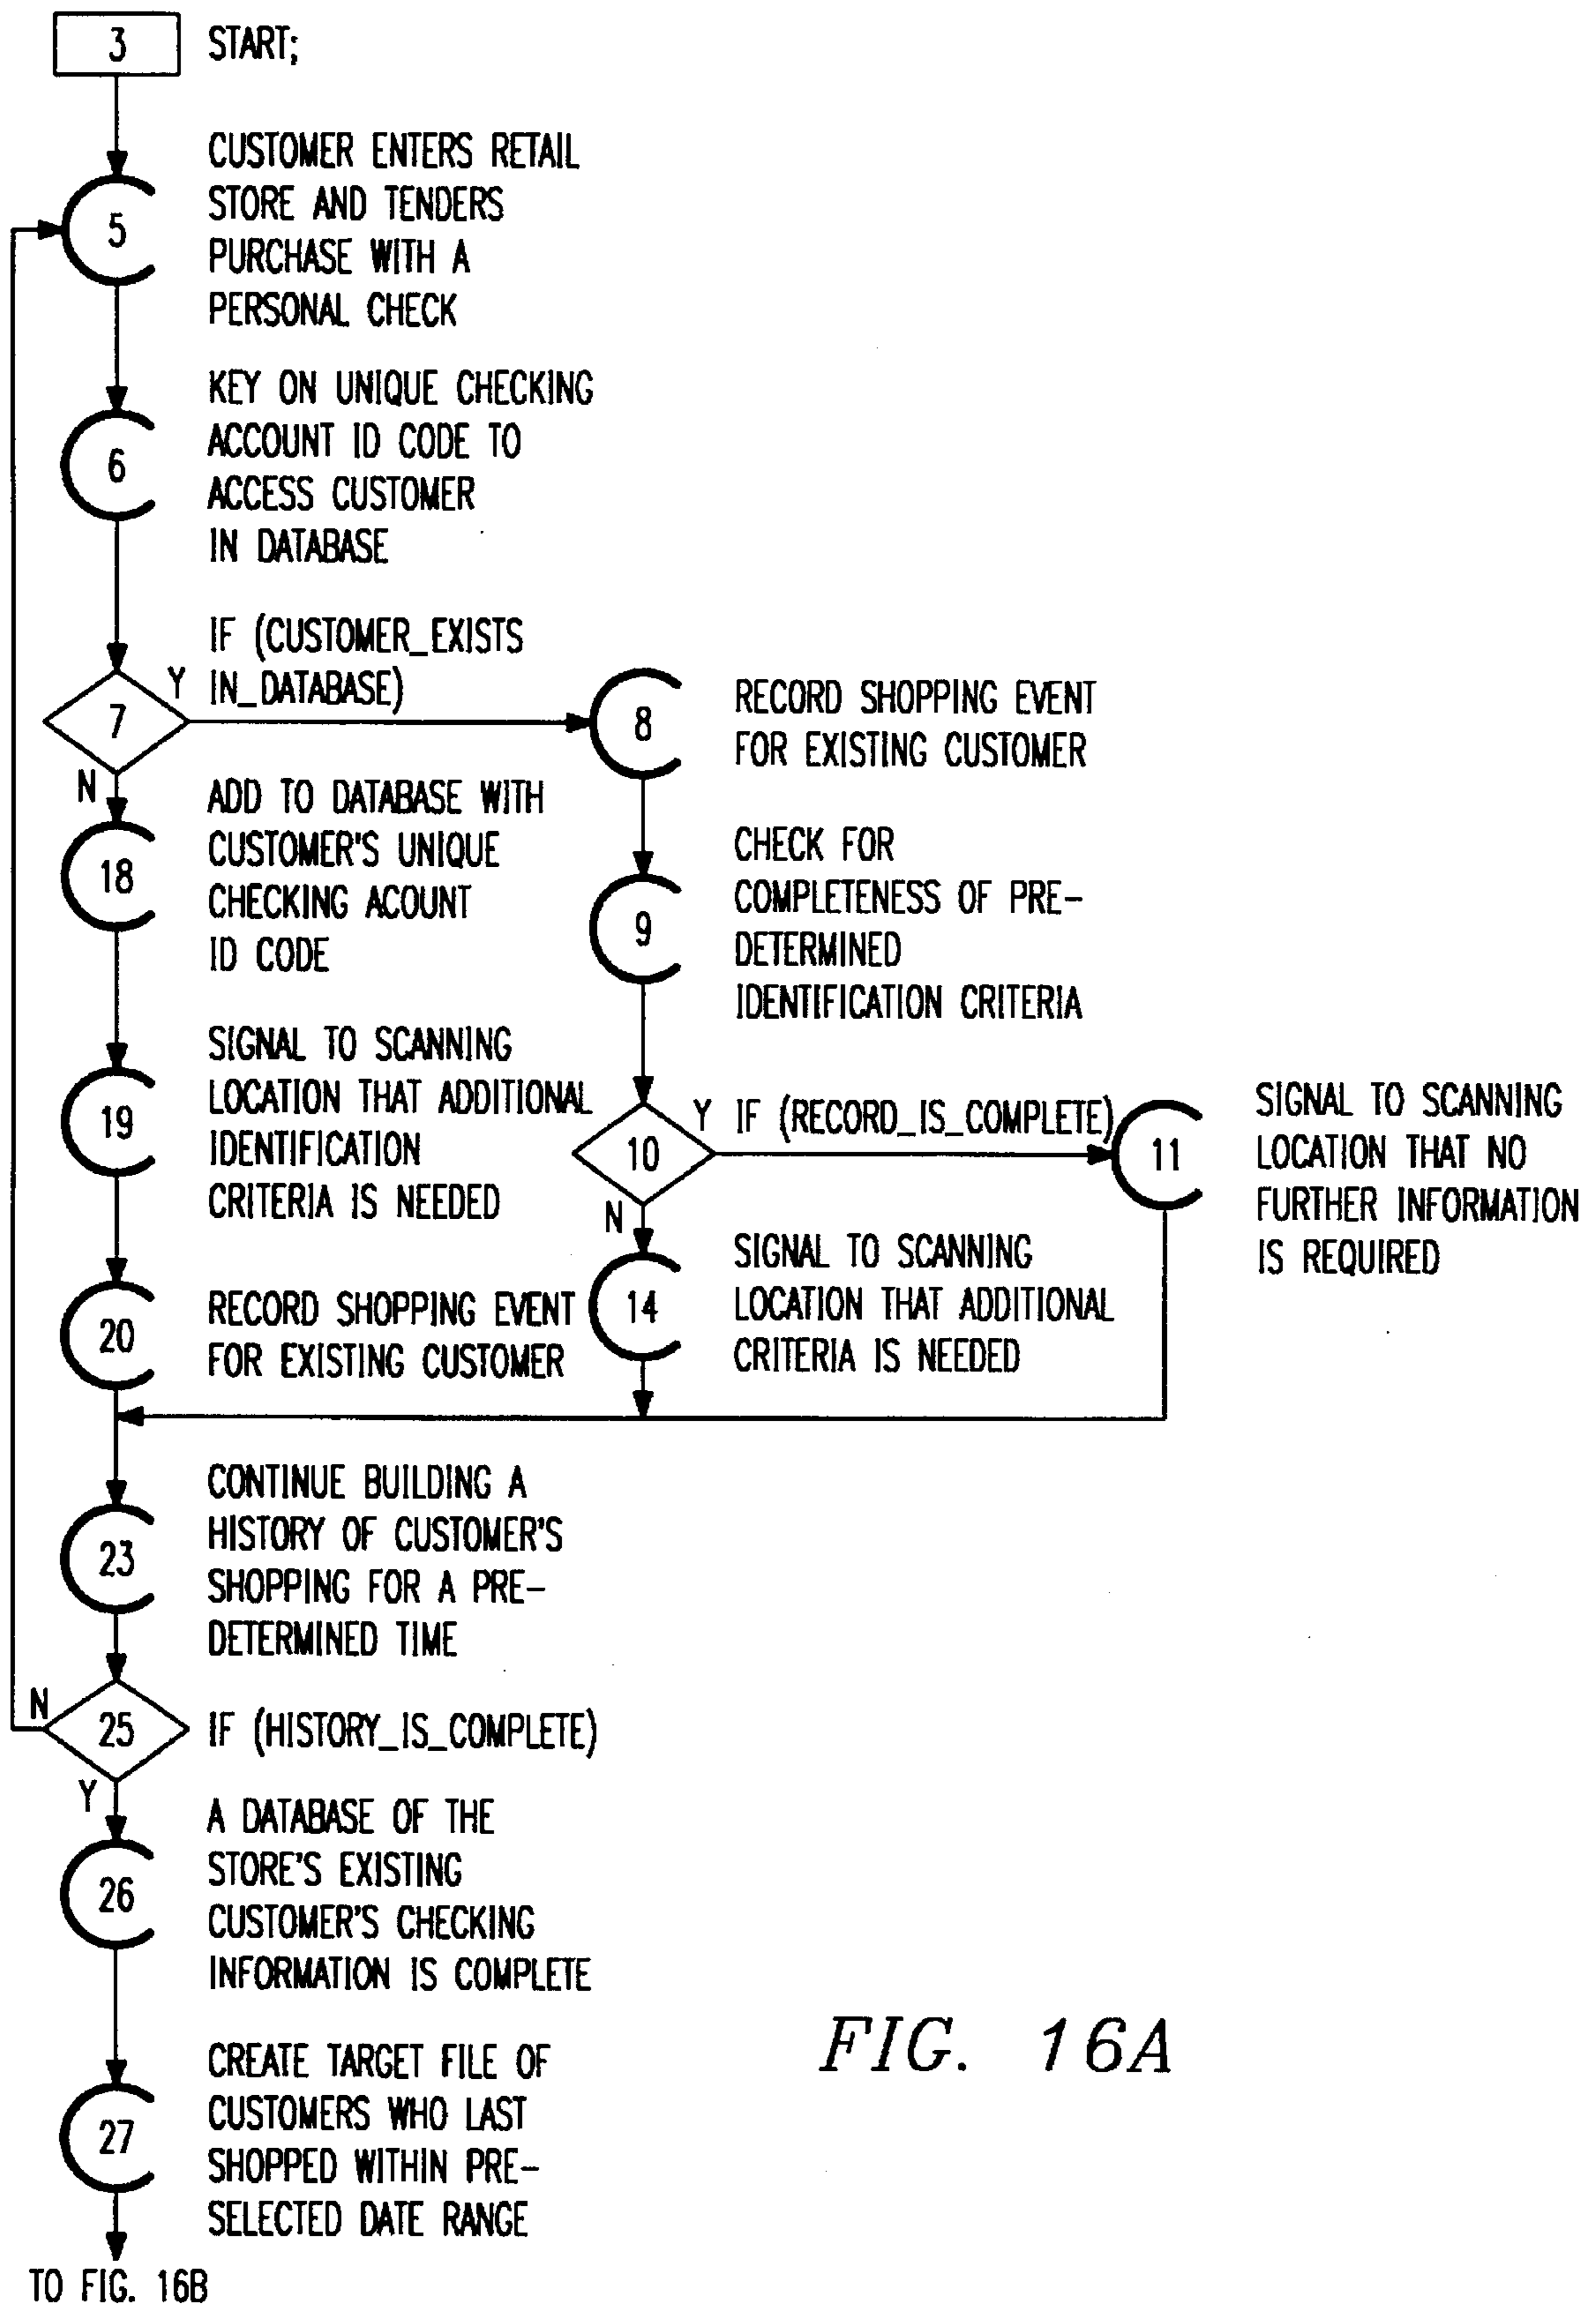 3 START;
CUSTOMER ENTERS RETAIL
STORE AND TENDERS
5
PURCHASE WITH A
PERSONAL CHECK
KEY ON UNIQUE CHECKING
ACCOUNT ID CODE TO
6
ACCESS CUSTOMER
IN DATABASE
IF (CUSTOMER_EXISTS
Y IN_DATABASE)
7
N
8
RECORD SHOPPING EVENT
FOR EXISTING CUSTOMER
ADD TO DATABASE WITH
CUSTOMER'S UNIQUE
18
CHECKING ACOUNT
ID CODE
CHECK FOR
COMPLETENESS OF PRE-
9
DETERMINED
IDENTIFICATION CRITERIA
SIGNAL TO SCANNING
LOCATION THAT ADDITIONAL
19
IDENTIFICATION
CRITERIA IS NEEDED
Y IF (RECORD_IS_COMPLETE)
10
N
11
SIGNAL TO SCANNING
LOCATION THAT NO
FURTHER INFORMATION
IS REQUIRED
20
RECORD SHOPPING EVENT
FOR EXISTING CUSTOMER
14
SIGNAL TO SCANNING
LOCATION THAT ADDITIONAL
CRITERIA IS NEEDED
CONTINUE BUILDING A
HISTORY OF CUSTOMER'S
23
SHOPPING FOR A PRE-
DETERMINED TIME
N
25 IF (HISTORY_IS_COMPLETE)
Y
A DATABASE OF THE
STORE'S EXISTING
26
CUSTOMER'S CHECKING
INFORMATION IS COMPLETE
CREATE TARGET FILE OF
CUSTOMERS WHO LAST
27
SHOPPED WITHIN PRE-
SELECTED DATE RANGE
TO FIG. 16B
FIG. 16A